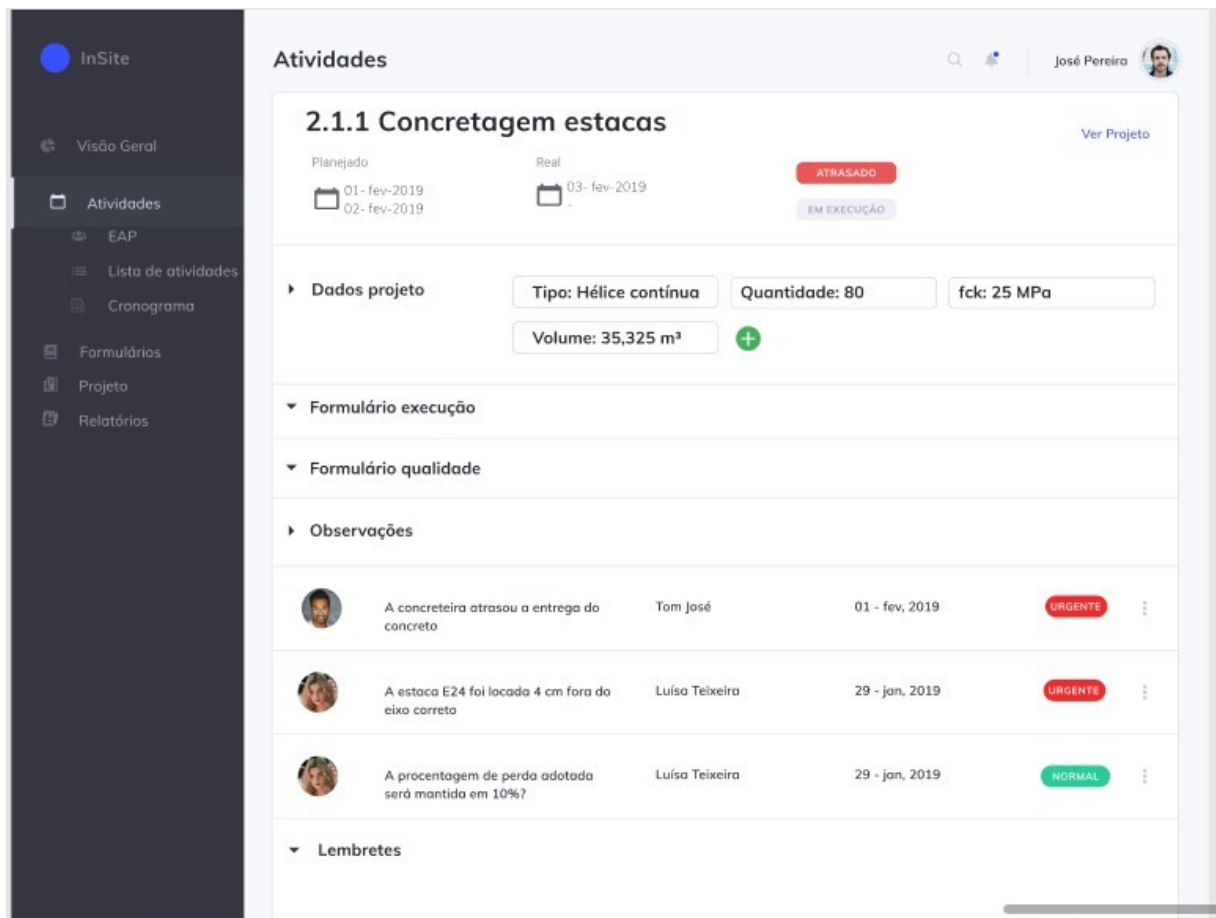 InSite
Visão Geral
Atividades
EAP
Lista de atividades
Cronograma
Formulários
Projeto
Relatórios
Atividades
José Pereira
2.1.1 Concretagem estacas
Ver Projeto
Planejado
01- fev-2019
02- fev-2019
Real
03- fev-2019
-
ATRASADO
EM EXECUÇÃO
Dados projeto
Tipo: Hélice contínua
Quantidade: 80
fck: 25 MPa
Volume: 35,325 m³
Formulário execução
Formulário qualidade
Observações
A concreteira atrasou a entrega do
concreto
Tom José
01 - fev, 2019
URGENTE
A estaca E24 foi locada 4 cm fora do
eixo correto
Luísa Teixeira
29 - jan, 2019
URGENTE
A procentagem de perda adotada
será mantida em 10%?
Luísa Teixeira
29 - jan, 2019
NORMAL
Lembretes